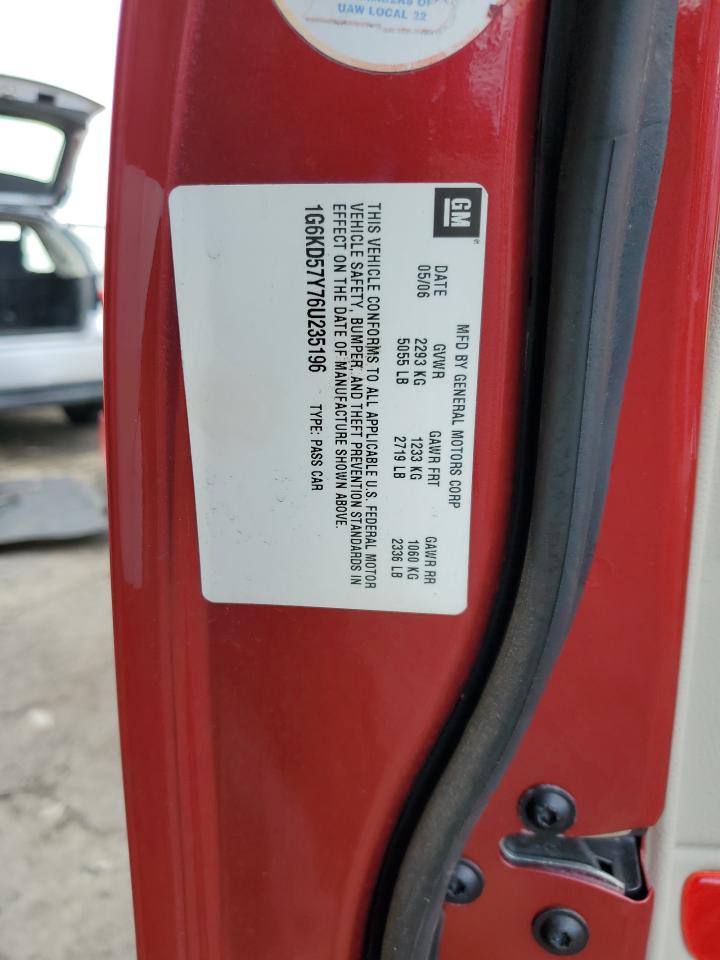 UAW LOCAL 22
GM
MFD BY GENERAL MOTORS CORP
DATE GVWR GAWR FRT GAWR RR
05/06 2293 KG 1233 KG 1060 KG
5055 LB 2719 LB 2336 LB
THIS VEHICLE CONFORMS TO ALL APPLICABLE U.S. FEDERAL MOTOR
VEHICLE SAFETY, BUMPER, AND THEFT PREVENTION STANDARDS IN
EFFECT ON THE DATE OF MANUFACTURE SHOWN ABOVE.
1G6KD57Y76U235196 TYPE: PASS CAR